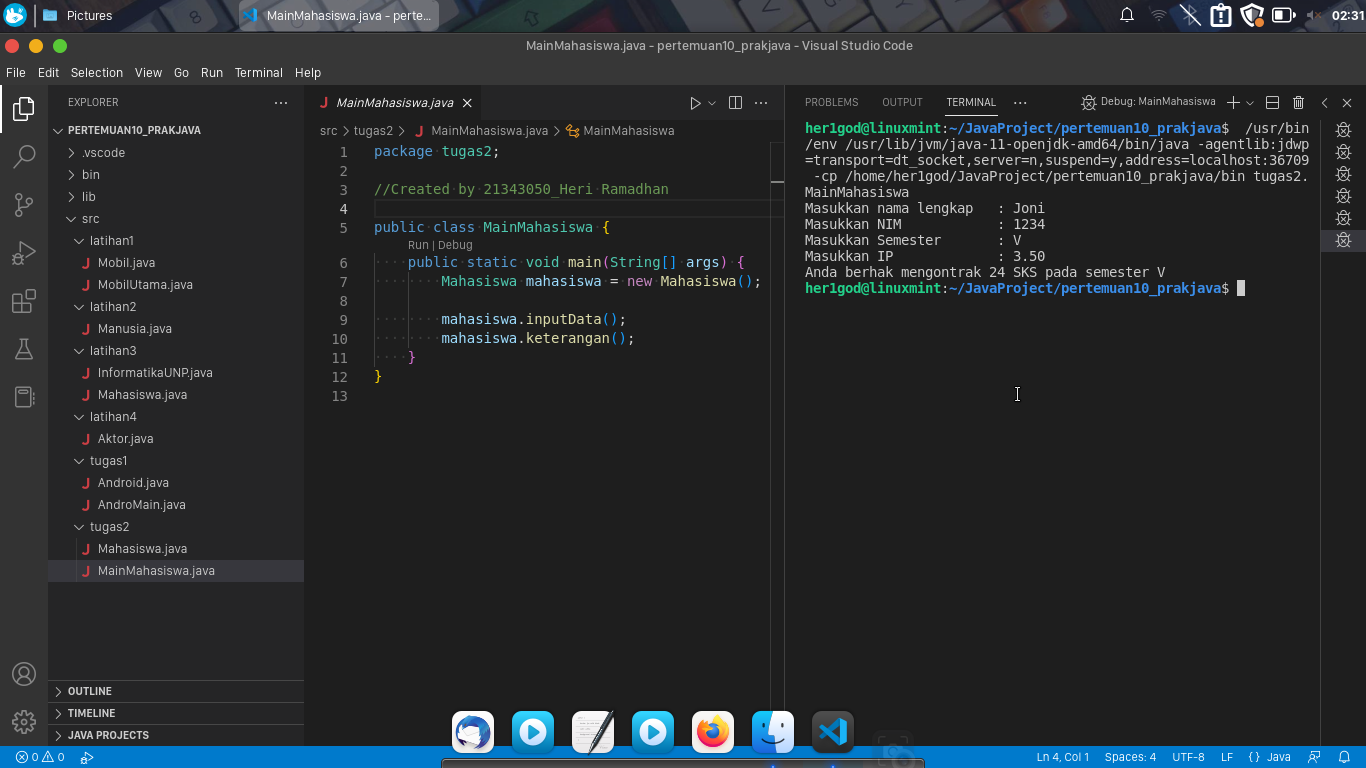 Pictures
MainMahasiswa.java - perte...
02:31
MainMahasiswa.java - pertemuan10_prakjava - Visual Studio Code
File Edit Selection View Go Run Terminal Help
EXPLORER
PERTEMUAN10_PRAKJAVA
.vscode
bin
lib
src
latihan1
Mobil.java
MobilUtama.java
latihan2
Manusia.java
latihan3
InformatikaUNP.java
Mahasiswa.java
latihan4
Aktor.java
tugas1
Android.java
AndroMain.java
tugas2
Mahasiswa.java
MainMahasiswa.java
OUTLINE
TIMELINE
JAVA PROJECTS
MainMahasiswa.java
src > tugas2 > MainMahasiswa.java > MainMahasiswa
1 package tugas2;
2
3 //Created by 21343050_Heri Ramadhan
4
5 public class MainMahasiswa {
Run | Debug
6 public static void main(String[] args) {
7 Mahasiswa mahasiswa = new Mahasiswa();
8
9 mahasiswa.inputData();
10 mahasiswa.keterangan();
11 }
12 }
13
PROBLEMS OUTPUT TERMINAL Debug: MainMahasiswa
her1god@linuxmint:~/JavaProject/pertemuan10_prakjava$ /usr/bin
/env /usr/lib/jvm/java-11-openjdk-amd64/bin/java -agentlib:jdwp
=transport=dt_socket,server=n,suspend=y,address=localhost:36709
-cp /home/her1god/JavaProject/pertemuan10_prakjava/bin tugas2.
MainMahasiswa
Masukkan nama lengkap : Joni
Masukkan NIM : 1234
Masukkan Semester : V
Masukkan IP : 3.50
Anda berhak mengontrak 24 SKS pada semester V
her1god@linuxmint:~/JavaProject/pertemuan10_prakjava$
0 0
Ln 4, Col 1 Spaces: 4 UTF-8 LF { } Java